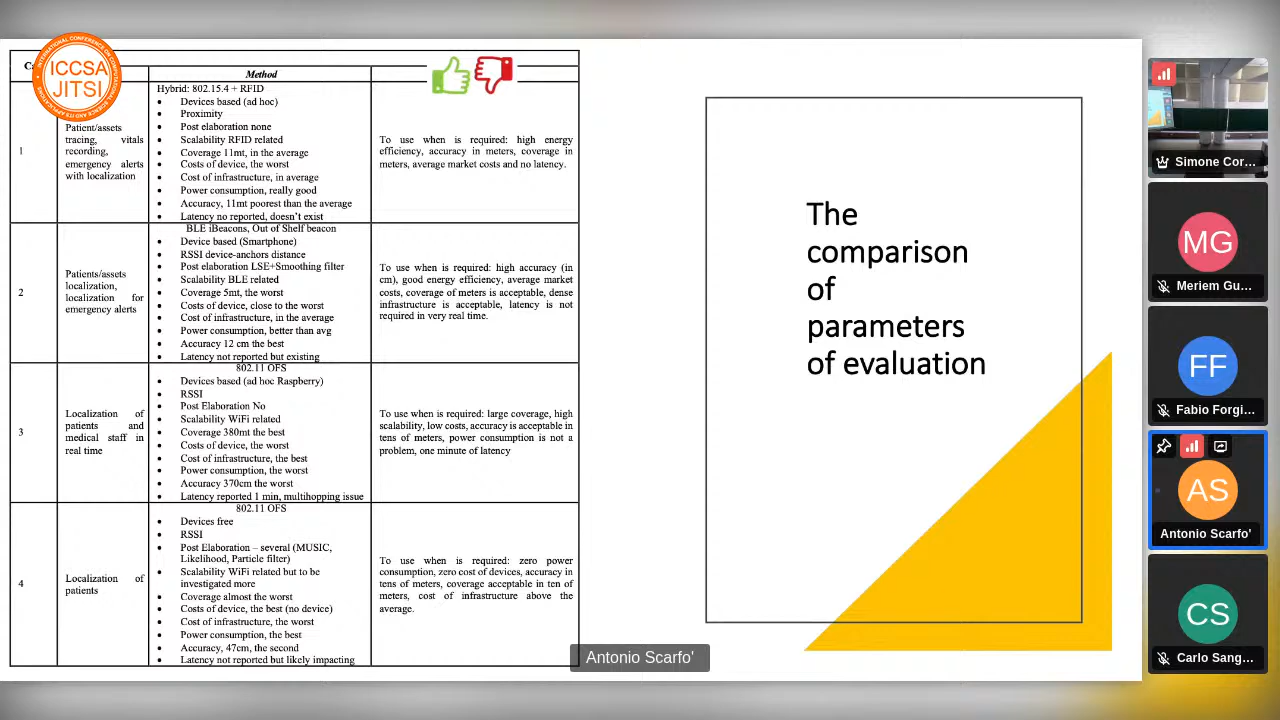 INTERNATIONAL CONFERENCE ON COMPUTATIONAL SCIENCE AND ITS APPLICATIONS
ICCSA
JITSI
Method
1
Patient/assets
tracing, vitals
recording,
emergency alerts
with localization
Hybrid: 802.15.4 + RFID
• Devices based (ad hoc)
• Proximity
• Post elaboration none
• Scalability RFID related
• Coverage 11mt, in the average
• Costs of device, the worst
• Cost of infrastructure, in average
• Power consumption, really good
• Accuracy, 11mt poorest than the average
• Latency no reported, doesn't exist
To use when is required: high energy
efficiency, accuracy in meters, coverage in
meters, average market costs and no latency.
2
Patients/assets
localization,
localization for
emergency alerts
BLE iBeacons, Out of Shelf beacon
• Device based (Smartphone)
• RSSI device-anchors distance
• Post elaboration LSE+Smoothing filter
• Scalability BLE related
• Coverage 5mt, the worst
• Costs of device, close to the worst
• Cost of infrastructure, in the average
• Power consumption, better than avg
• Accuracy 12 cm the best
• Latency not reported but existing
To use when is required: high accuracy (in
cm), good energy efficiency, average market
costs, coverage of meters is acceptable, dense
infrastructure is acceptable, latency is not
required in very real time.
3
Localization of
patients and
medical staff in
real time
802.11 OFS
• Devices based (ad hoc Raspberry)
• RSSI
• Post Elaboration No
• Scalability WiFi related
• Coverage 380mt the best
• Costs of device, the worst
• Cost of infrastructure, the best
• Power consumption, the worst
• Accuracy 370cm the worst
• Latency reported 1 min, multihopping issue
To use when is required: large coverage, high
scalability, low costs, accuracy is acceptable in
tens of meters, power consumption is not a
problem, one minute of latency
4
Localization of
patients
802.11 OFS
• Devices free
• RSSI
• Post Elaboration – several (MUSIC,
Likelihood, Particle filter)
• Scalability WiFi related but to be
investigated more
• Coverage almost the worst
• Costs of device, the best (no device)
• Cost of infrastructure, the worst
• Power consumption, the best
• Accuracy, 47cm, the second
• Latency not reported but likely impacting
To use when is required: zero power
consumption, zero cost of devices, accuracy in
tens of meters, coverage acceptable in ten of
meters, cost of infrastructure above the
average.
The
comparison
of
parameters
of evaluation
Antonio Scarfo'
Simone Cor...
MG
Meriem Gu...
FF
Fabio Forgi...
AS
Antonio Scarfo'
CS
Carlo Sang...